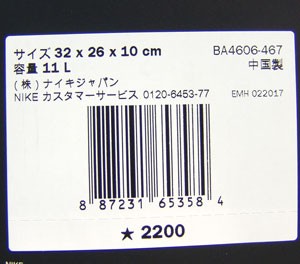 サイズ 32 x 26 x 10 cm BA4606-467
容量 11 L 中国製
(株) ナイキジャパン
NIKE カスタマーサービス 0120-6453-77 EMH 022017
8 87231 65358 4
★ 2200